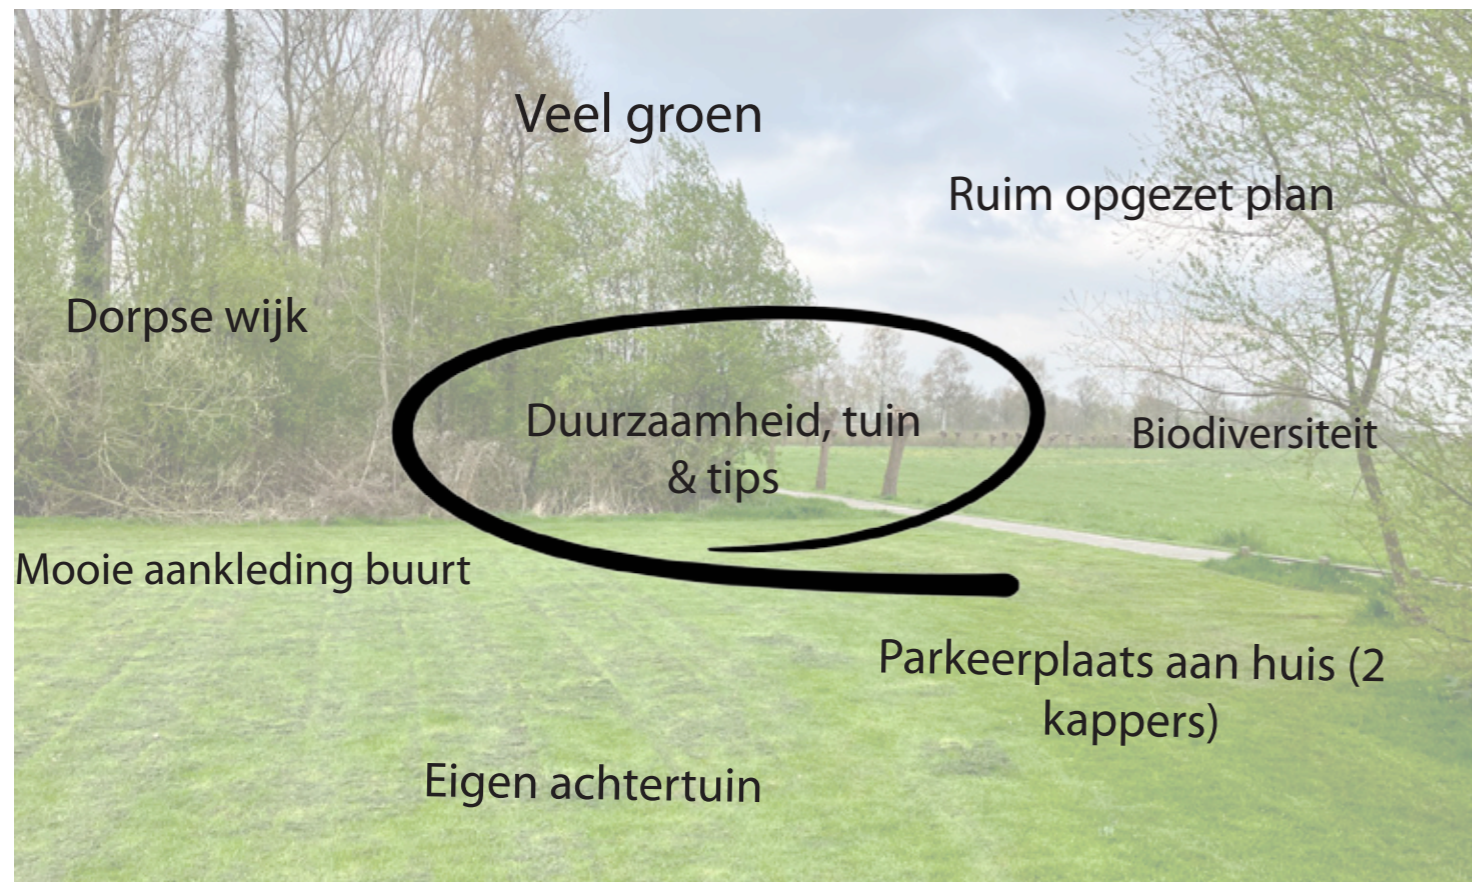 Veel groen
Ruim opgezet plan
Dorpse wijk
Duurzaamheid, tuin
& tips
Biodiversiteit
Mooie aankleding buurt
Parkeerplaats aan huis (2
kappers)
Eigen achtertuin